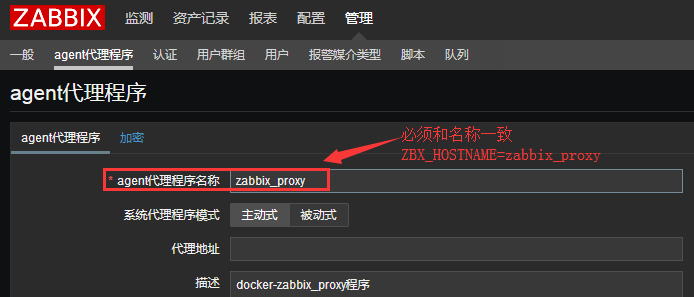 ZABBIX 监测 资产记录 报表 配置 管理
一般 agent代理程序 认证 用户群组 用户 报警媒介类型 脚本 队列
agent代理程序
agent代理程序 加密
必须和名称一致
ZBX_HOSTNAME=zabbix_proxy
* agent代理程序名称 zabbix_proxy
系统代理程序模式 主动式 被动式
代理地址
描述 docker-zabbix_proxy程序